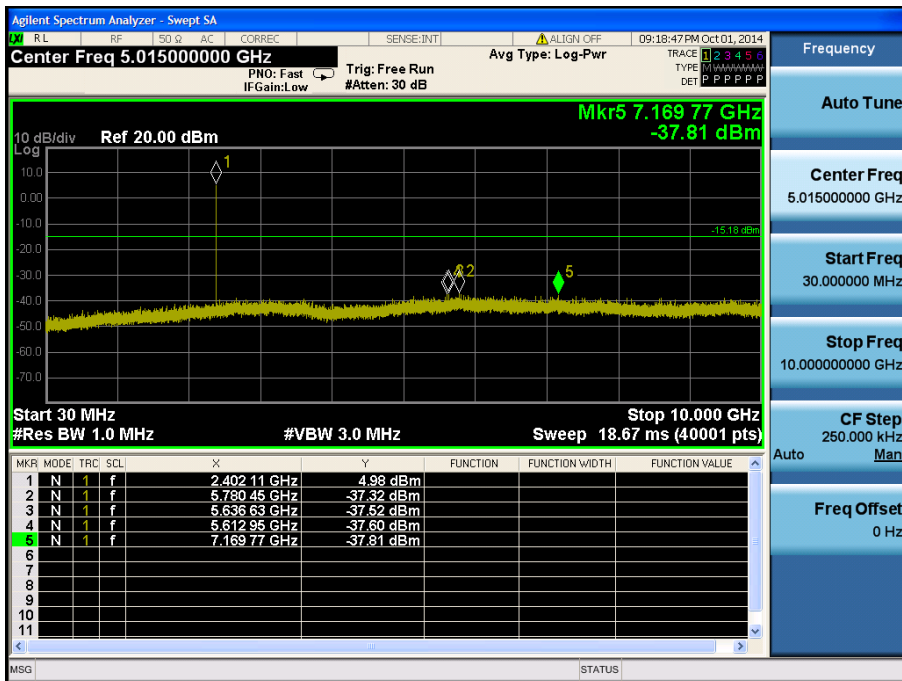 Agilent Spectrum Analyzer - Swept SA
LXI RL RF 50 Ω AC CORREC SENSE:INT ALIGN OFF 09:18:47PM Oct 01, 2014
Center Freq 5.015000000 GHz
PNO: Fast
IFGain:Low
Trig: Free Run
#Atten: 30 dB
Avg Type: Log-Pwr
TRACE 1 2 3 4 5 6
TYPE MWWWWW
DET P P P P P P
Mkr5 7.169 77 GHz
-37.81 dBm
10 dB/div Ref 20.00 dBm
Log
10.0
0.00
-10.0
-20.0
-30.0
-40.0
-50.0
-60.0
-70.0
1
-15.18 dBm
2
5
Start 30 MHz Stop 10.000 GHz
#Res BW 1.0 MHz #VBW 3.0 MHz Sweep 18.67 ms (40001 pts)
MKR MODE TRC SCL X Y FUNCTION FUNCTION WIDTH FUNCTION VALUE
1 N 1 f 2.402 11 GHz 4.98 dBm
2 N 1 f 5.780 45 GHz -37.32 dBm
3 N 1 f 5.636 63 GHz -37.52 dBm
4 N 1 f 5.612 95 GHz -37.60 dBm
5 N 1 f 7.169 77 GHz -37.81 dBm
6
7
8
9
10
11
MSG STATUS
Frequency
Auto Tune
Center Freq
5.015000000 GHz
Start Freq
30.000000 MHz
Stop Freq
10.000000000 GHz
CF Step
250.000 kHz
Auto Man
Freq Offset
0 Hz